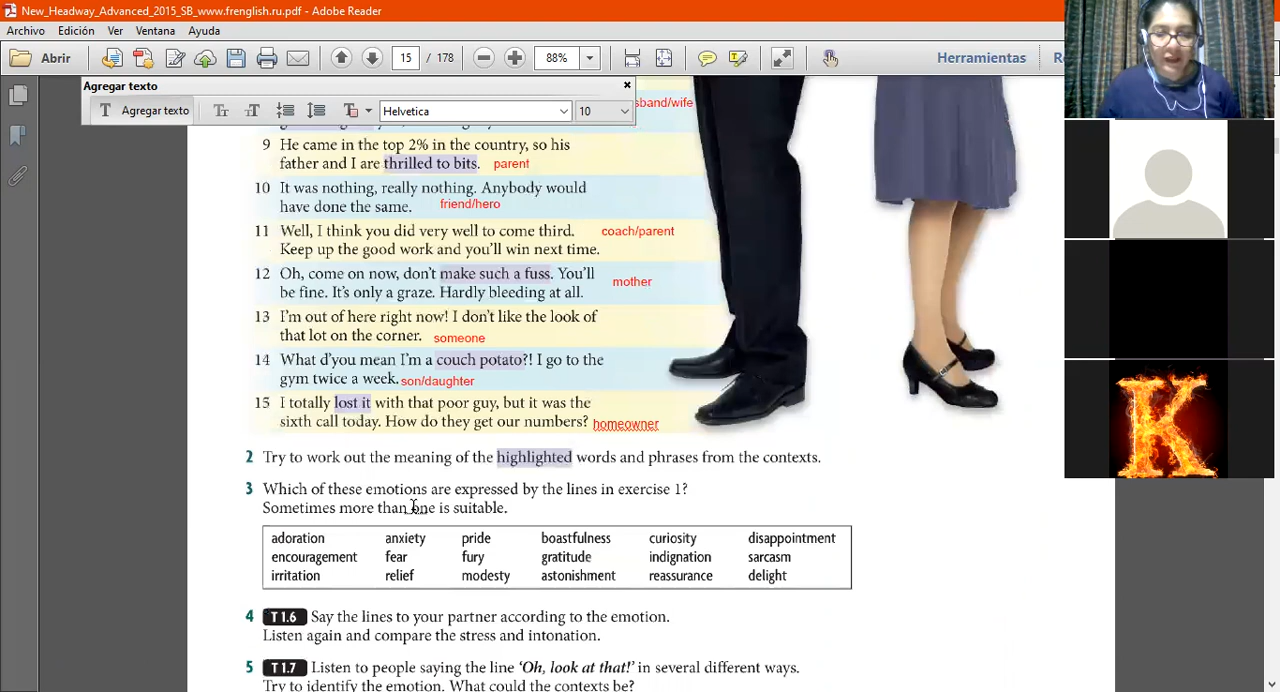 New_Headway_Advanced_2015_SB_www.frenglish.ru.pdf - Adobe Reader
Archivo Edición Ver Ventana Ayuda
Abrir 15 / 178 88% Herramientas
Agregar texto
Agregar texto Helvetica 10
sband/wife
9 He came in the top 2% in the country, so his
father and I are thrilled to bits. parent
10 It was nothing, really nothing. Anybody would
have done the same. friend/hero
11 Well, I think you did very well to come third. coach/parent
Keep up the good work and you'll win next time.
12 Oh, come on now, don't make such a fuss. You'll
be fine. It's only a graze. Hardly bleeding at all. mother
13 I'm out of here right now! I don't like the look of
that lot on the corner. someone
14 What d'you mean I'm a couch potato?! I go to the
gym twice a week. son/daughter
15 I totally lost it with that poor guy, but it was the
sixth call today. How do they get our numbers? homeowner
2 Try to work out the meaning of the highlighted words and phrases from the contexts.
3 Which of these emotions are expressed by the lines in exercise 1?
Sometimes more than one is suitable.
adoration anxiety pride boastfulness curiosity disappointment
encouragement fear fury gratitude indignation sarcasm
irritation relief modesty astonishment reassurance delight
4 T 1.6 Say the lines to your partner according to the emotion.
Listen again and compare the stress and intonation.
5 T 1.7 Listen to people saying the line 'Oh, look at that!' in several different ways.
Try to identify the emotion. What could the contexts be?
K